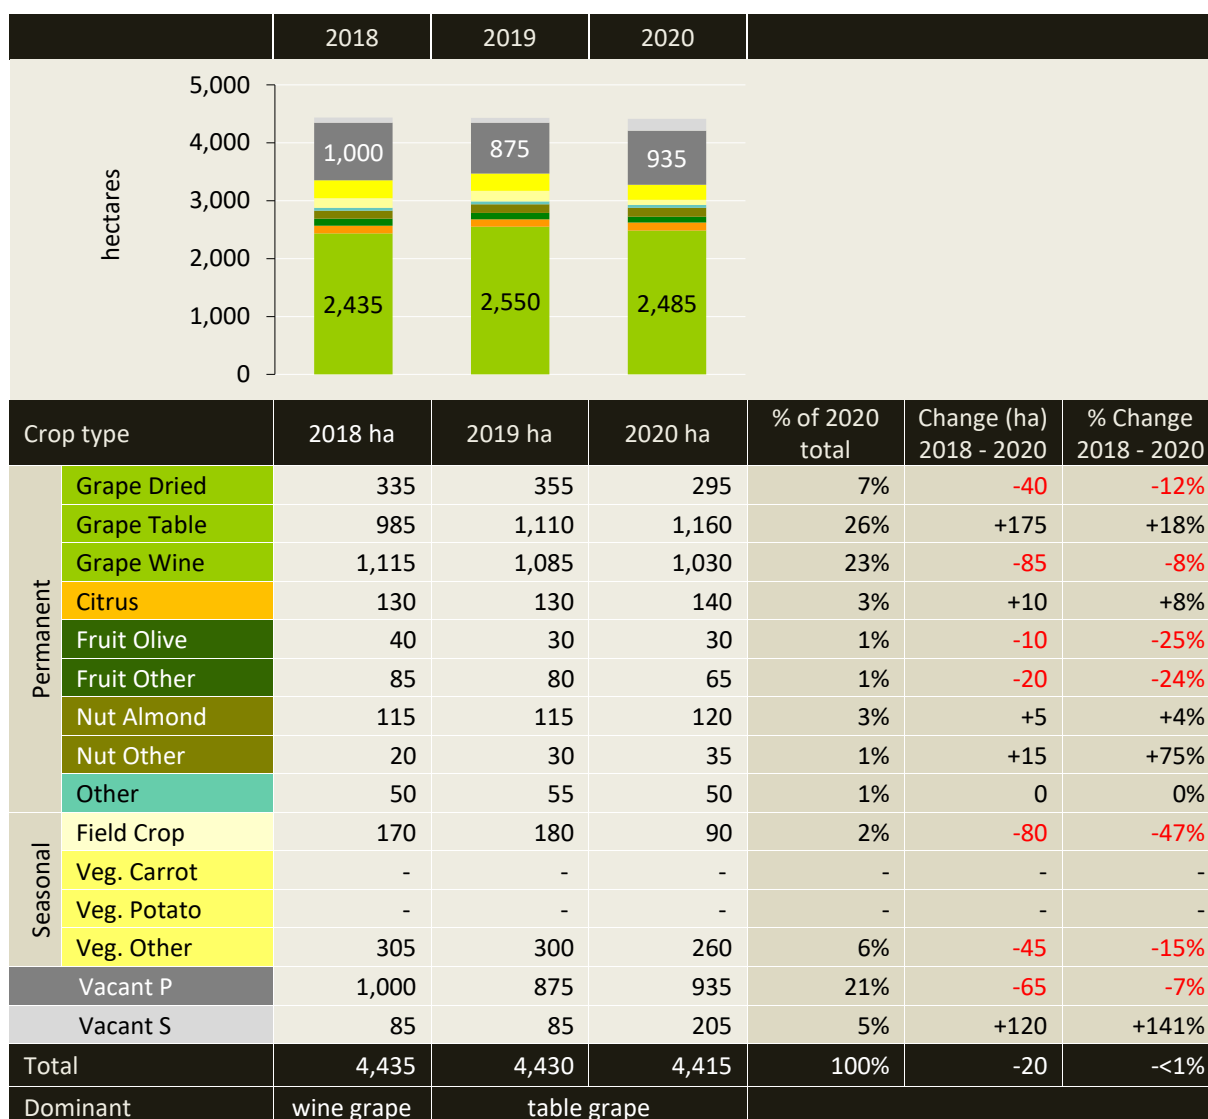 2018 2019 2020
5,000
4,000
3,000
2,000
1,000
0
hectares
1,000 875 935
2,435 2,550 2,485
Crop type 2018 ha 2019 ha 2020 ha % of 2020 total Change (ha) 2018 - 2020 % Change 2018 - 2020
Permanent
Grape Dried 335 355 295 7% -40 -12%
Grape Table 985 1,110 1,160 26% +175 +18%
Grape Wine 1,115 1,085 1,030 23% -85 -8%
Citrus 130 130 140 3% +10 +8%
Fruit Olive 40 30 30 1% -10 -25%
Fruit Other 85 80 65 1% -20 -24%
Nut Almond 115 115 120 3% +5 +4%
Nut Other 20 30 35 1% +15 +75%
Other 50 55 50 1% 0 0%
Seasonal
Field Crop 170 180 90 2% -80 -47%
Veg. Carrot - - - - - -
Veg. Potato - - - - - -
Veg. Other 305 300 260 6% -45 -15%
Vacant P 1,000 875 935 21% -65 -7%
Vacant S 85 85 205 5% +120 +141%
Total 4,435 4,430 4,415 100% -20 -<1%
Dominant wine grape table grape